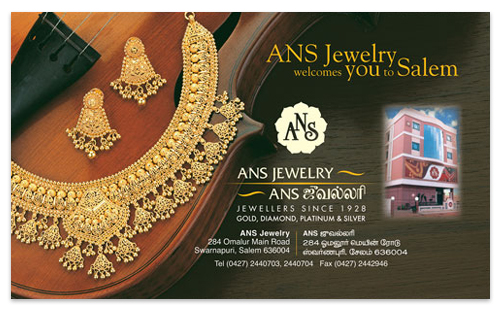 ANS Jewelry
welcomes you to Salem
ANS
ANS JEWELRY
ANS ஜுவல்லரி
JEWELLERS SINCE 1928
GOLD, DIAMOND, PLATINUM & SILVER
ANS Jewelry
284 Omalur Main Road
Swarnapuri, Salem 636004
ANS ஜுவல்லரி
284 ஓமலூர் மெயின் ரோடு
ஸ்வர்ணபுரி, சேலம் 636004
Tel (0427) 2440703, 2440704 Fax (0427) 2442946